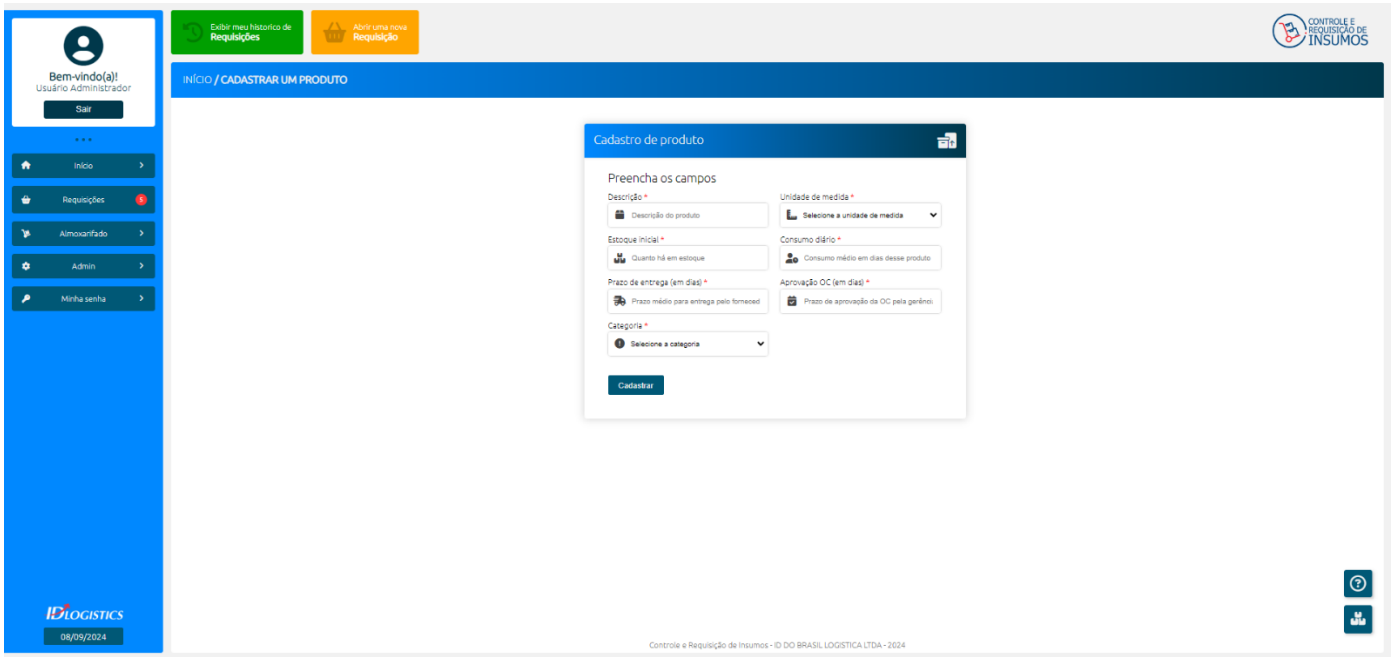 Bem-vindo(a)!
Usuário Administrador
Sair
...
Início
Requisições
5
Almoxarifado
Admin
Minha senha
IDLOGISTICS
08/09/2024
Exibir meu historico de
Requisições
Abrir uma nova
Requisição
CONTROLE E
REQUISIÇÃO DE
INSUMOS
INÍCIO / CADASTRAR UM PRODUTO
Cadastro de produto
Preencha os campos
Descrição *
Unidade de medida *
Descrição do produto
Selecione a unidade de medida
Estoque inicial *
Consumo diário *
Quanto há em estoque
Consumo médio em dias desse produto
Prazo de entrega (em dias) *
Aprovação OC (em dias) *
Prazo médio para entrega pelo forneced
Prazo de aprovação da OC pela gerênci
Categoria *
Selecione a categoria
Cadastrar
Controle e Requisição de Insumos - ID DO BRASIL LOGISTICA LTDA - 2024